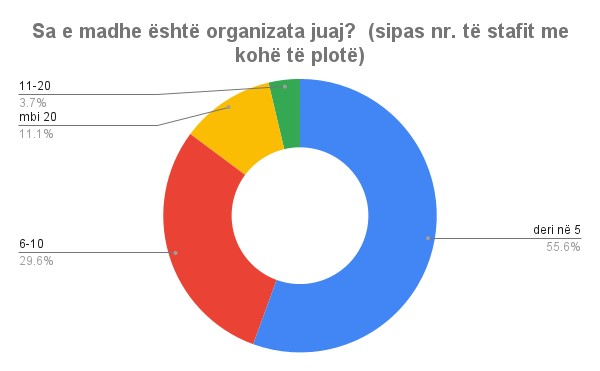 Sa e madhe është organizata juaj?  (sipas nr. të stafit me
kohë të plotë)
11-20
3.7%
mbi 20
11.1%
6-10
29.6%
deri në 5
55.6%